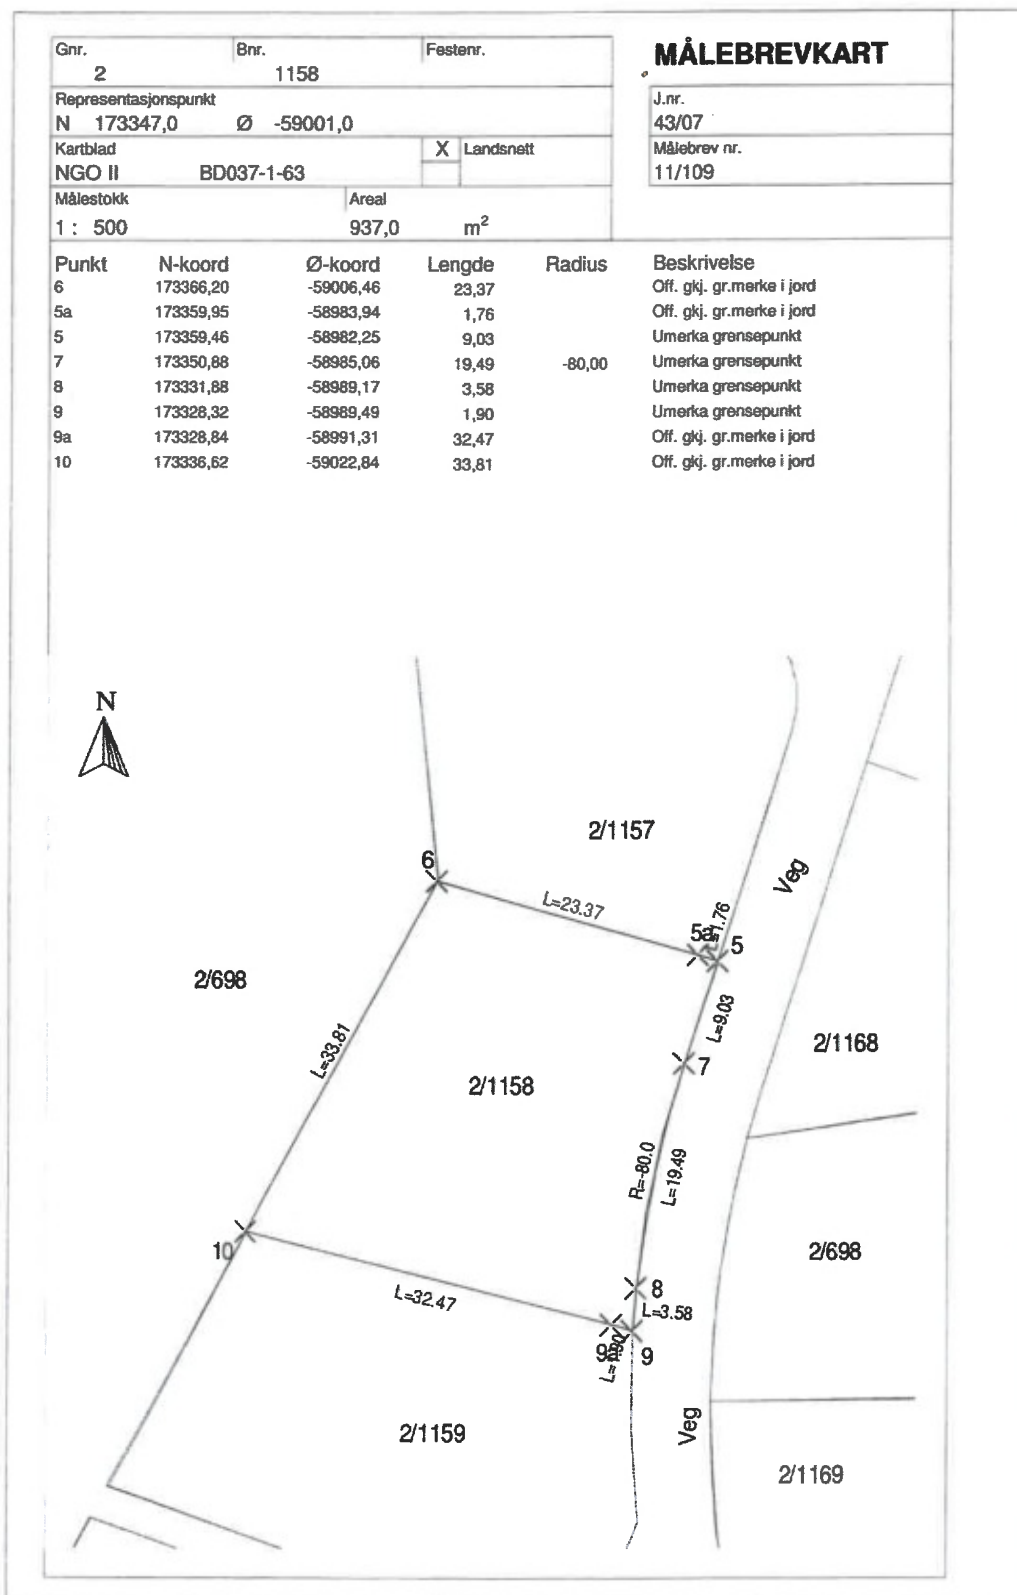 MÅLEBREVKART
Gnr. Bnr. Festenr.
2 1158
Representasjonspunkt
N 173347,0 Ø -59001,0
Kartblad X Landsnett
NGO II BD037-1-63
Målestokk Areal
1 : 500 937,0 m²
J.nr.
43/07
Målebrev nr.
11/109
Punkt N-koord Ø-koord Lengde Radius Beskrivelse
6 173366,20 -59006,46 23,37 Off. gkj. gr.merke i jord
5a 173359,95 -58983,94 1,76 Off. gkj. gr.merke i jord
5 173359,46 -58982,25 9,03 Umerka grensepunkt
7 173350,88 -58985,06 19,49 -80,00 Umerka grensepunkt
8 173331,88 -58989,17 3,58 Umerka grensepunkt
9 173328,32 -58989,49 1,90 Umerka grensepunkt
9a 173328,84 -58991,31 32,47 Off. gkj. gr.merke i jord
10 173336,62 -59022,84 33,81 Off. gkj. gr.merke i jord
N
2/1157
6
Veg
L=23.37
L=1.76
5a
5
2/698
L=9.03
L=33.81
2/1168
7
2/1158
R=-80.0
L=19.49
10
2/698
8
L=32.47
L=3.58
9a
L=1.90
9
2/1159
Veg
2/1169